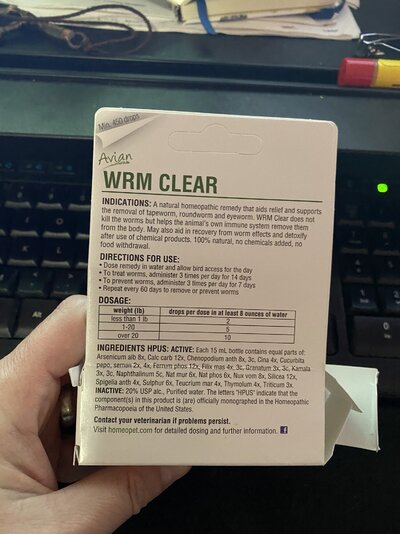 Min. 450 drops
Avian
WRM CLEAR
INDICATIONS: A natural homeopathic remedy that aids relief and supports
the removal of tapeworm, roundworm and eyeworm. WRM Clear does not
kill the worms but helps the animal's own immune system remove them
from the body. May also aid in recovery from worm effects and detoxify
after use of chemical products. 100% natural, no chemicals added, no
food withdrawal.
DIRECTIONS FOR USE:
• Dose remedy in water and allow bird access for the day
• To treat worms, administer 3 times per day for 14 days
• To prevent worms, administer 3 times per day for 7 days
• Repeat every 60 days to remove or prevent worms
DOSAGE:
weight (lb) drops per dose in at least 8 ounces of water
less than 1 lb 2
1-20 5
over 20 10
INGREDIENTS HPUS: ACTIVE: Each 15 mL bottle contains equal parts of:
Arsenicum alb 8x, Calc carb 12x, Chenopodium anth 8x, 3c, Cina 4x, Cucurbita
papo, semen 2x, 4x, Ferrum phos 12x, Filix mas 4x, 3c, Granatum 3x, 3c, Kamala
3x, 3c, Naphthalinum 5c, Nat mur 6x, Nat phos 6x, Nux vom 8x, Silicea 12x,
Spigelia anth 4x, Sulphur 6x, Teucrium mar 4x, Thymolum 4x, Triticum 3x.
INACTIVE: 20% USP alc., Purified water. The letters "HPUS" indicate that the
component(s) in this product is (are) officially monographed in the Homeopathic
Pharmacopoeia of the United States.
Contact your veterinarian if problems persist.
Visit homeopet.com for detailed dosing and further information. f